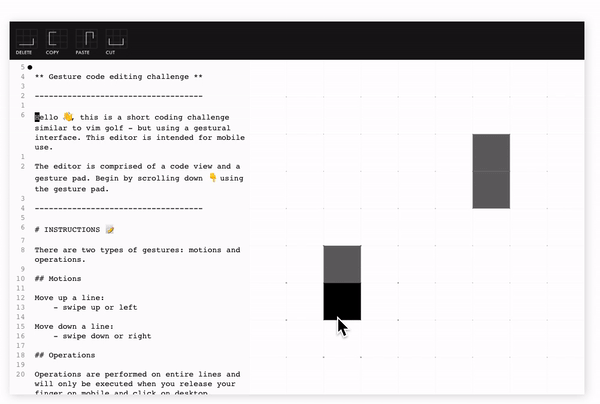 DELETE COPY PASTE CUT
5
4 ** Gesture code editing challenge **
3
2 -----------------------------------
1
6 Hello 👋 this is a short coding challenge
similar to vim golf - but using a gestural
interface. This editor is intended for mobile
use.
1
2 The editor is comprised of a code view and a
gesture pad. Begin by scrolling down 👇 using
the gesture pad.
3
4 -----------------------------------
5
6 # INSTRUCTIONS 📝
7
8 There are two types of gestures: motions and
operations.
9
10 ## Motions
11
12 Move up a line:
13 - swipe up or left
14
15 Move down a line:
16 - swipe down or right
17
18 ## Operations
19
20 Operations are performed on entire lines and
will only be executed when you release your
finger on mobile and click on desktop